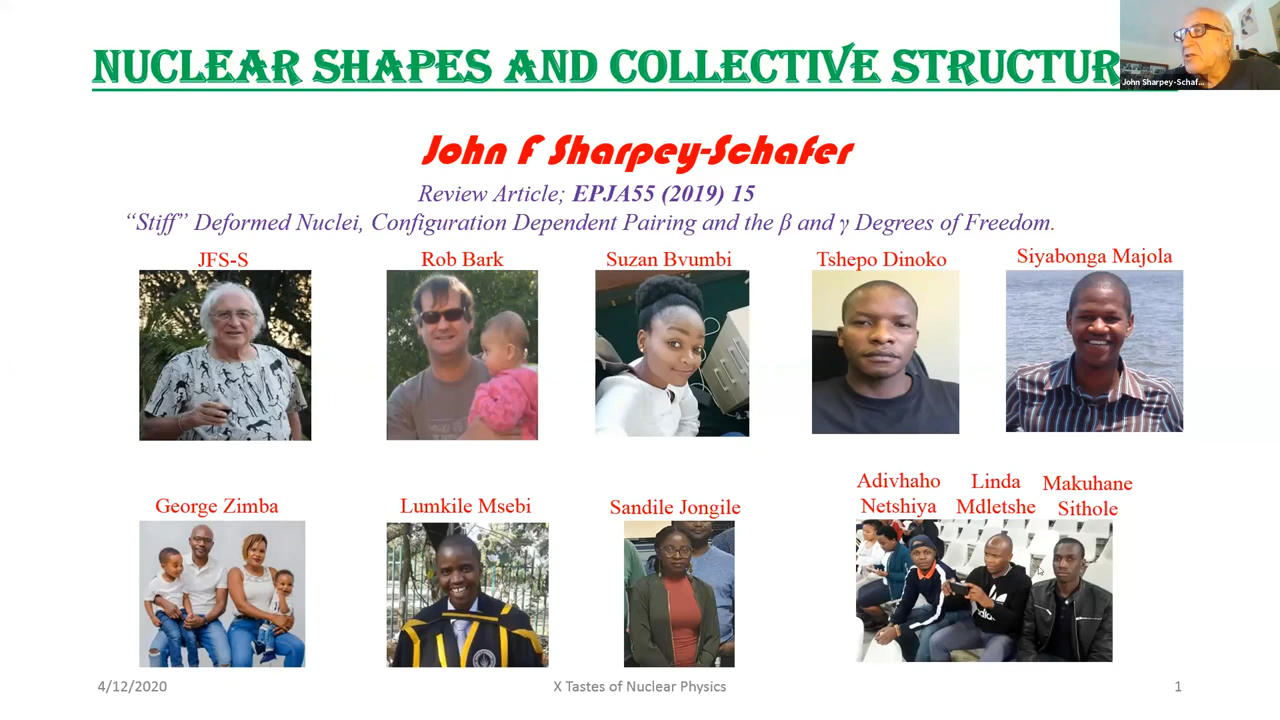 NUCLEAR SHAPES AND COLLECTIVE STRUCTUR
John Sharpey-Schaf...
John F Sharpey-Schafer
Review Article; EPJA55 (2019) 15
“Stiff” Deformed Nuclei, Configuration Dependent Pairing and the β and γ Degrees of Freedom.
JFS-S
Rob Bark
Suzan Bvumbi
Tshepo Dinoko
Siyabonga Majola
George Zimba
Lumkile Msebi
Sandile Jongile
Adivhaho
Netshiya
Linda
Mdletshe
Makuhane
Sithole
adidas
4/12/2020
X Tastes of Nuclear Physics
1